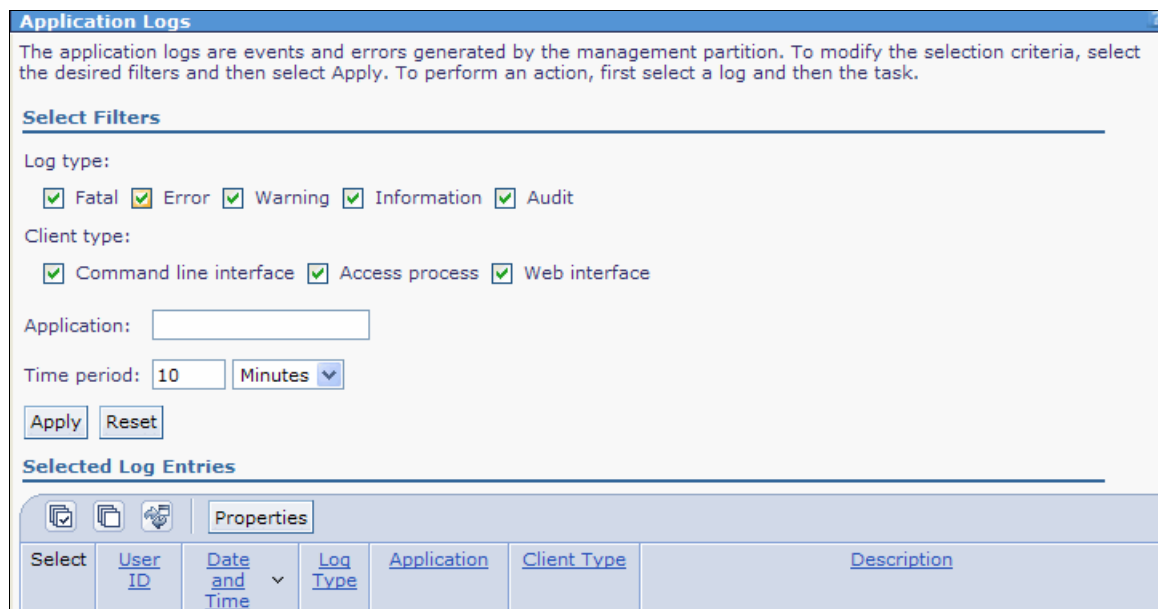 Application Logs
The application logs are events and errors generated by the management partition. To modify the selection criteria, select
the desired filters and then select Apply. To perform an action, first select a log and then the task.
Select Filters
Log type:
Fatal Error Warning Information Audit
Client type:
Command line interface Access process Web interface
Application:
Time period: 10 Minutes
Apply Reset
Selected Log Entries
Properties
Select User ID Date and Time Log Type Application Client Type Description